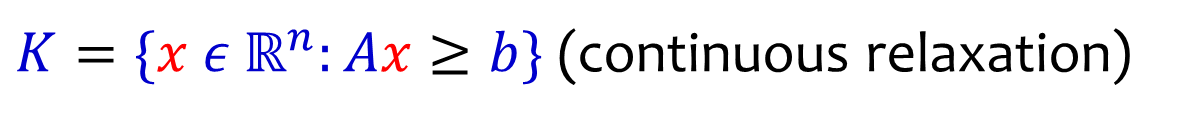 K = {x ϵ ℝⁿ: Ax ≥ b} (continuous relaxation)